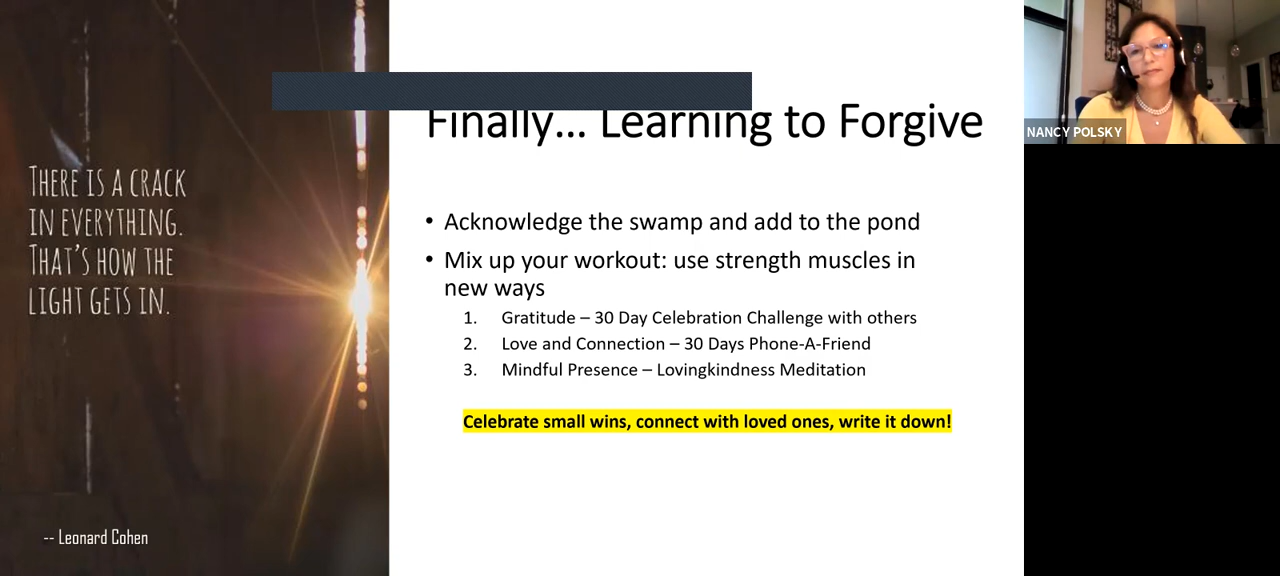 THERE IS A CRACK
IN EVERYTHING.
THAT'S HOW THE
LIGHT GETS IN.
-- Leonard Cohen
Finally... Learning to Forgive
• Acknowledge the swamp and add to the pond
• Mix up your workout: use strength muscles in
new ways
1. Gratitude – 30 Day Celebration Challenge with others
2. Love and Connection – 30 Days Phone-A-Friend
3. Mindful Presence – Lovingkindness Meditation
Celebrate small wins, connect with loved ones, write it down!
NANCY POLSKY